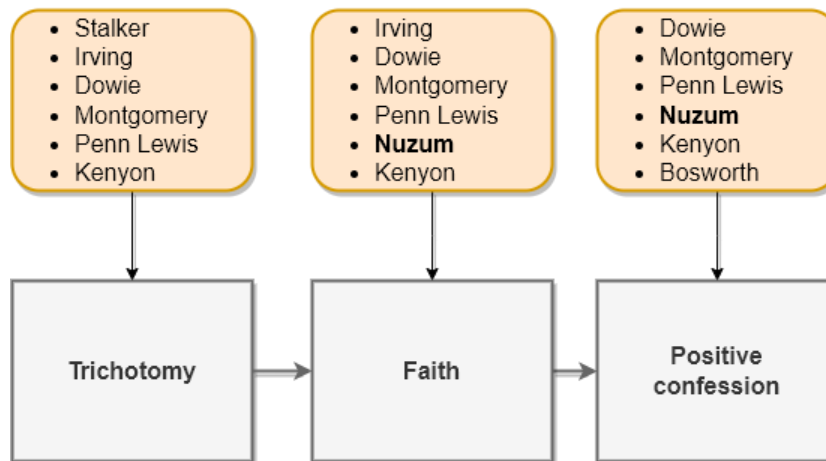 • Stalker
• Irving
• Dowie
• Montgomery
• Penn Lewis
• Kenyon
• Irving
• Dowie
• Montgomery
• Penn Lewis
• Nuzum
• Kenyon
• Dowie
• Montgomery
• Penn Lewis
• Nuzum
• Kenyon
• Bosworth
Trichotomy
Faith
Positive
confession